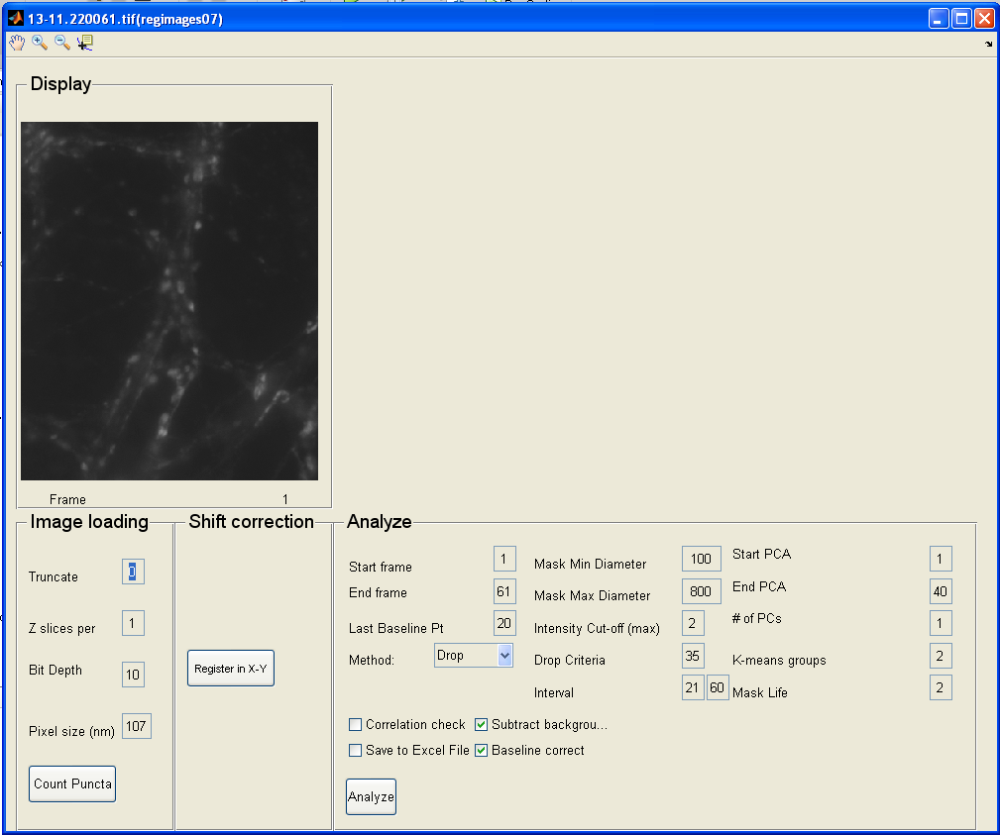 13-11.220061.tif(regimages07)
Display
Frame 1
Image loading
Truncate 0
Z slices per 1
Bit Depth 10
Pixel size (nm) 107
Count Puncta
Shift correction
Register in X-Y
Analyze
Start frame 1
End frame 61
Last Baseline Pt 20
Method: Drop
Mask Min Diameter 100
Mask Max Diameter 800
Intensity Cut-off (max) 2
Drop Criteria 35
Interval 21 60
Start PCA 1
End PCA 40
# of PCs 1
K-means groups 2
Mask Life 2
Correlation check
Subtract backgrou...
Save to Excel File
Baseline correct
Analyze